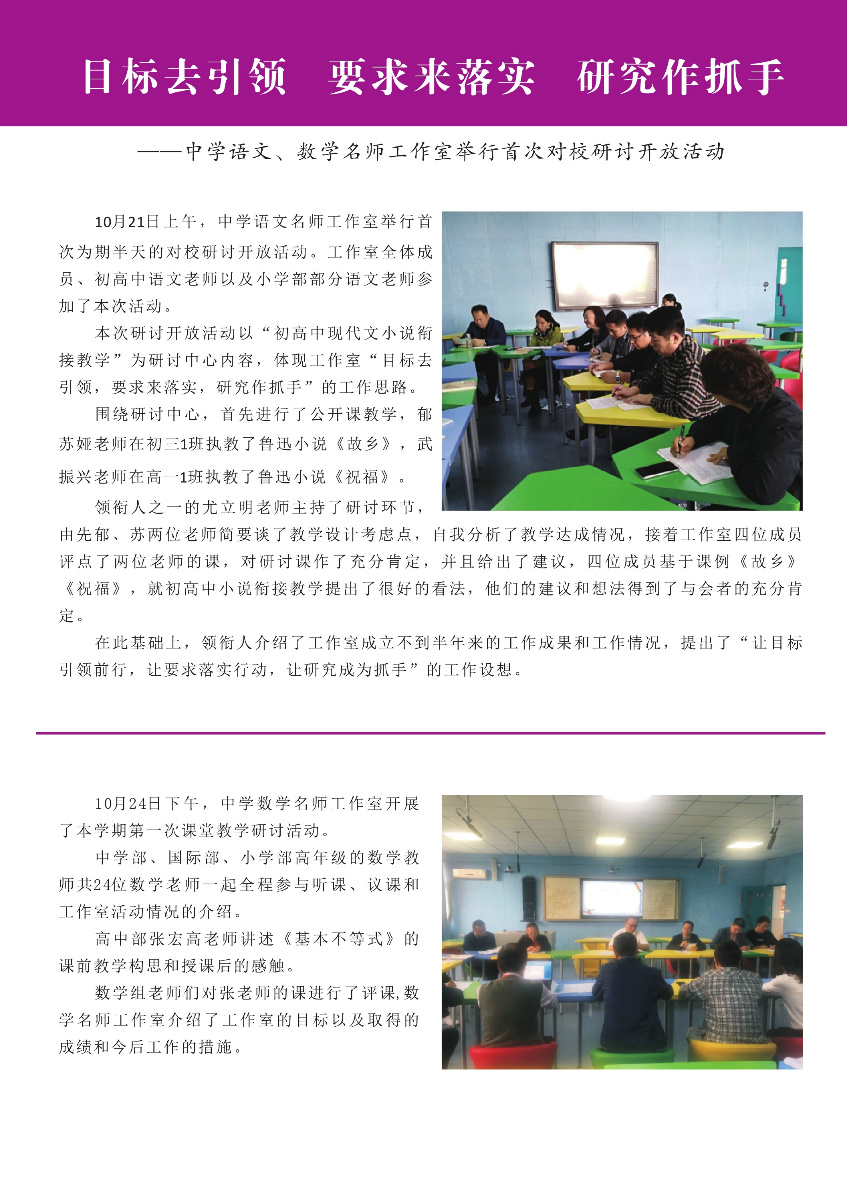 目标去引领 要求来落实 研究作抓手
——中学语文、数学名师工作室举行首次对校研讨开放活动
10月21日上午，中学语文名师工作室举行首
次为期半天的对校研讨开放活动。工作室全体成
员、初高中语文老师以及小学部部分语文老师参
加了本次活动。
本次研讨开放活动以“初高中现代文小说衔
接教学”为研讨中心内容，体现工作室“目标去
引领，要求来落实，研究作抓手”的工作思路。
围绕研讨中心，首先进行了公开课教学，郁
苏娅老师在初三1班执教了鲁迅小说《故乡》，武
振兴老师在高一1班执教了鲁迅小说《祝福》。
领衔人之一的尤立明老师主持了研讨环节，
由先郁、苏两位老师简要谈了教学设计考虑点，自我分析了教学达成情况，接着工作室四位成员
评点了两位老师的课，对研讨课作了充分肯定，并且给出了建议，四位成员基于课例《故乡》
《祝福》，就初高中小说衔接教学提出了很好的看法，他们的建议和想法得到了与会者的充分肯
定。
在此基础上，领衔人介绍了工作室成立不到半年来的工作成果和工作情况，提出了“让目标
引领前行，让要求落实行动，让研究成为抓手”的工作设想。
10月24日下午，中学数学名师工作室开展
了本学期第一次课堂教学研讨活动。
中学部、国际部、小学部高年级的数学教
师共24位数学老师一起全程参与听课、议课和
工作室活动情况的介绍。
高中部张宏高老师讲述《基本不等式》的
课前教学构思和授课后的感触。
数学组老师们对张老师的课进行了评课,数
学名师工作室介绍了工作室的目标以及取得的
成绩和今后工作的措施。